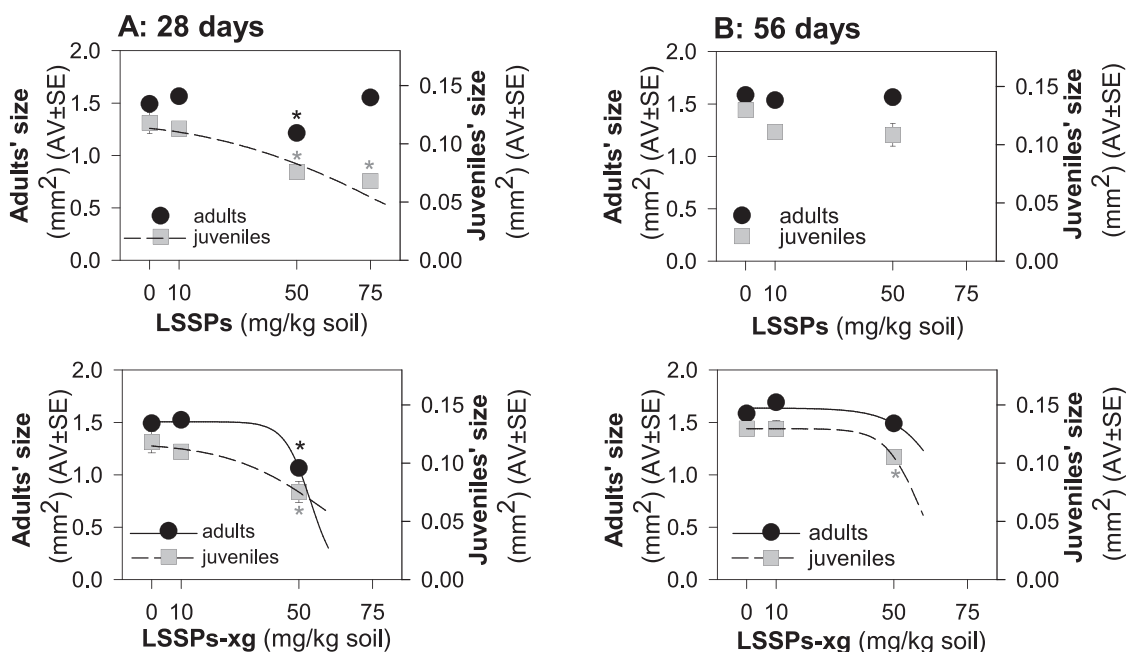 A: 28 days
Adults' size
(mm²) (AV±SE)
2.0
1.5
1.0
0.5
0.0
*
*
*
adults
juveniles
0.15
0.10
0.05
0.00
Juveniles' size
(mm²) (AV±SE)
0 10 50 75
LSSPs (mg/kg soil)
B: 56 days
Adults' size
(mm²) (AV±SE)
2.0
1.5
1.0
0.5
0.0
adults
juveniles
0.15
0.10
0.05
0.00
Juveniles' size
(mm²) (AV±SE)
0 10 50 75
LSSPs (mg/kg soil)
Adults' size
(mm²) (AV±SE)
2.0
1.5
1.0
0.5
0.0
*
*
adults
juveniles
0.15
0.10
0.05
0.00
Juveniles' size
(mm²) (AV±SE)
0 10 50 75
LSSPs-xg (mg/kg soil)
Adults' size
(mm²) (AV±SE)
2.0
1.5
1.0
0.5
0.0
*
adults
juveniles
0.15
0.10
0.05
0.00
Juveniles' size
(mm²) (AV±SE)
0 10 50 75
LSSPs-xg (mg/kg soil)